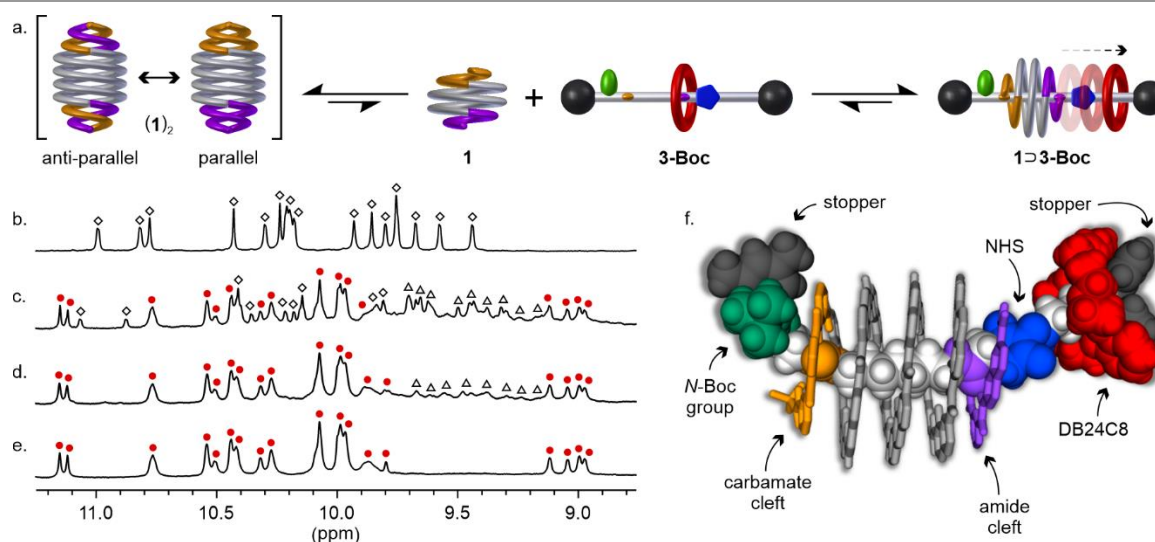 a.
(1)₂
anti-parallel
parallel
1
+
3-Boc
1⊃3-Boc
b.
c.
d.
e.
11.0
10.5
10.0
9.5
9.0
(ppm)
f.
stopper
stopper
NHS
N-Boc
group
DB24C8
carbamate
cleft
amide
cleft